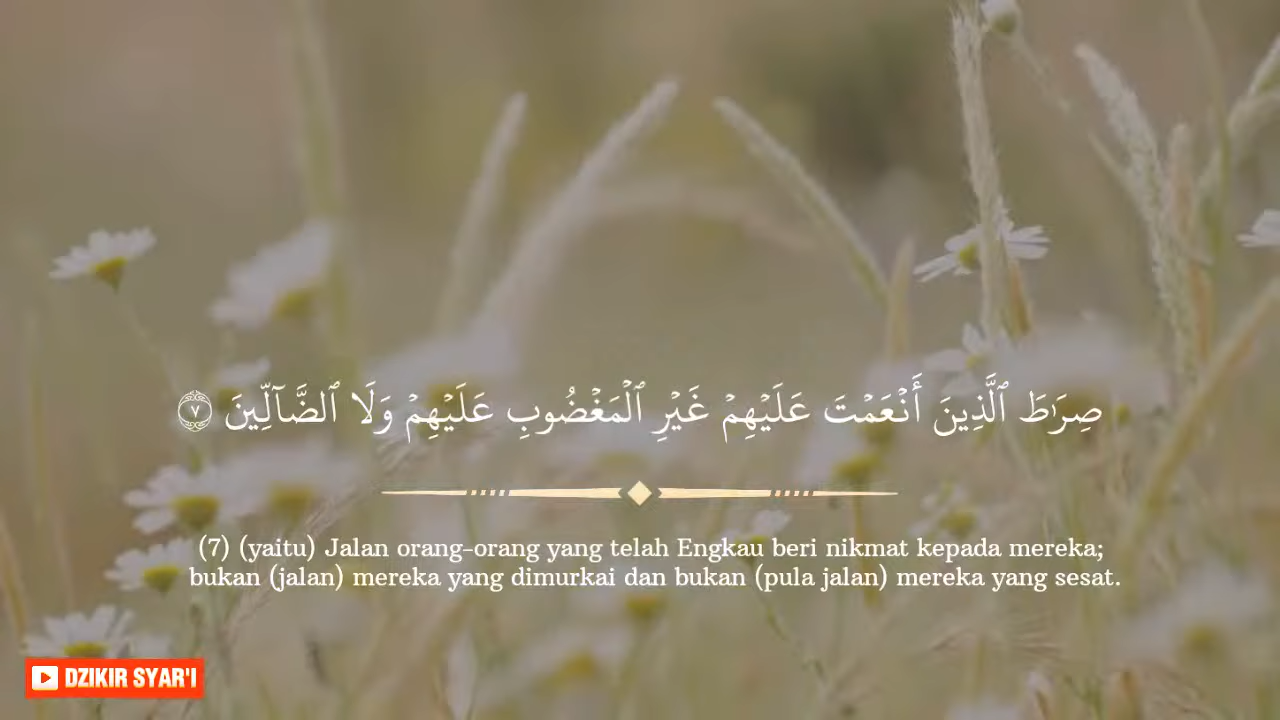 صِرَٰطَ ٱلَّذِينَ أَنْعَمْتَ عَلَيْهِمْ غَيْرِ ٱلْمَغْضُوبِ عَلَيْهِمْ وَلَا ٱلضَّآلِّينَ ٧
(7) (yaitu) Jalan orang-orang yang telah Engkau beri nikmat kepada mereka;
bukan (jalan) mereka yang dimurkai dan bukan (pula jalan) mereka yang sesat.
DZIKIR SYAR'I